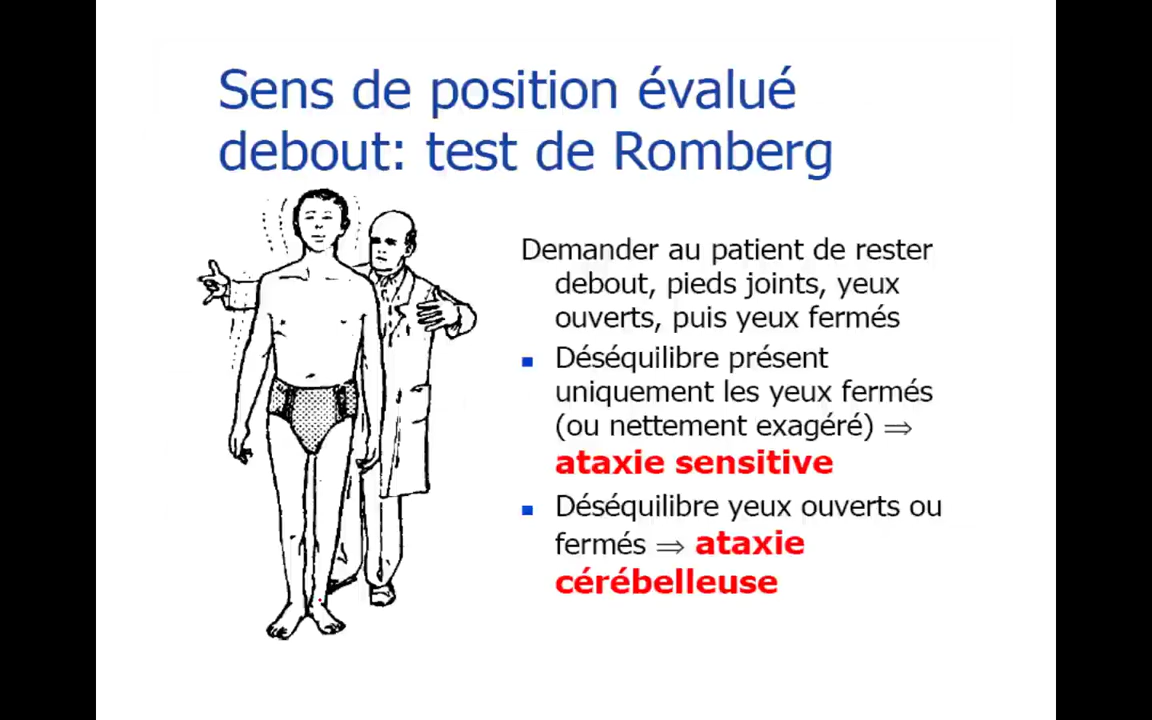 Sens de position évalué
debout: test de Romberg
Demander au patient de rester
debout, pieds joints, yeux
ouverts, puis yeux fermés
Déséquilibre présent
uniquement les yeux fermés
(ou nettement exagéré) ⇒
ataxie sensitive
Déséquilibre yeux ouverts ou
fermés ⇒ ataxie
cérébelleuse